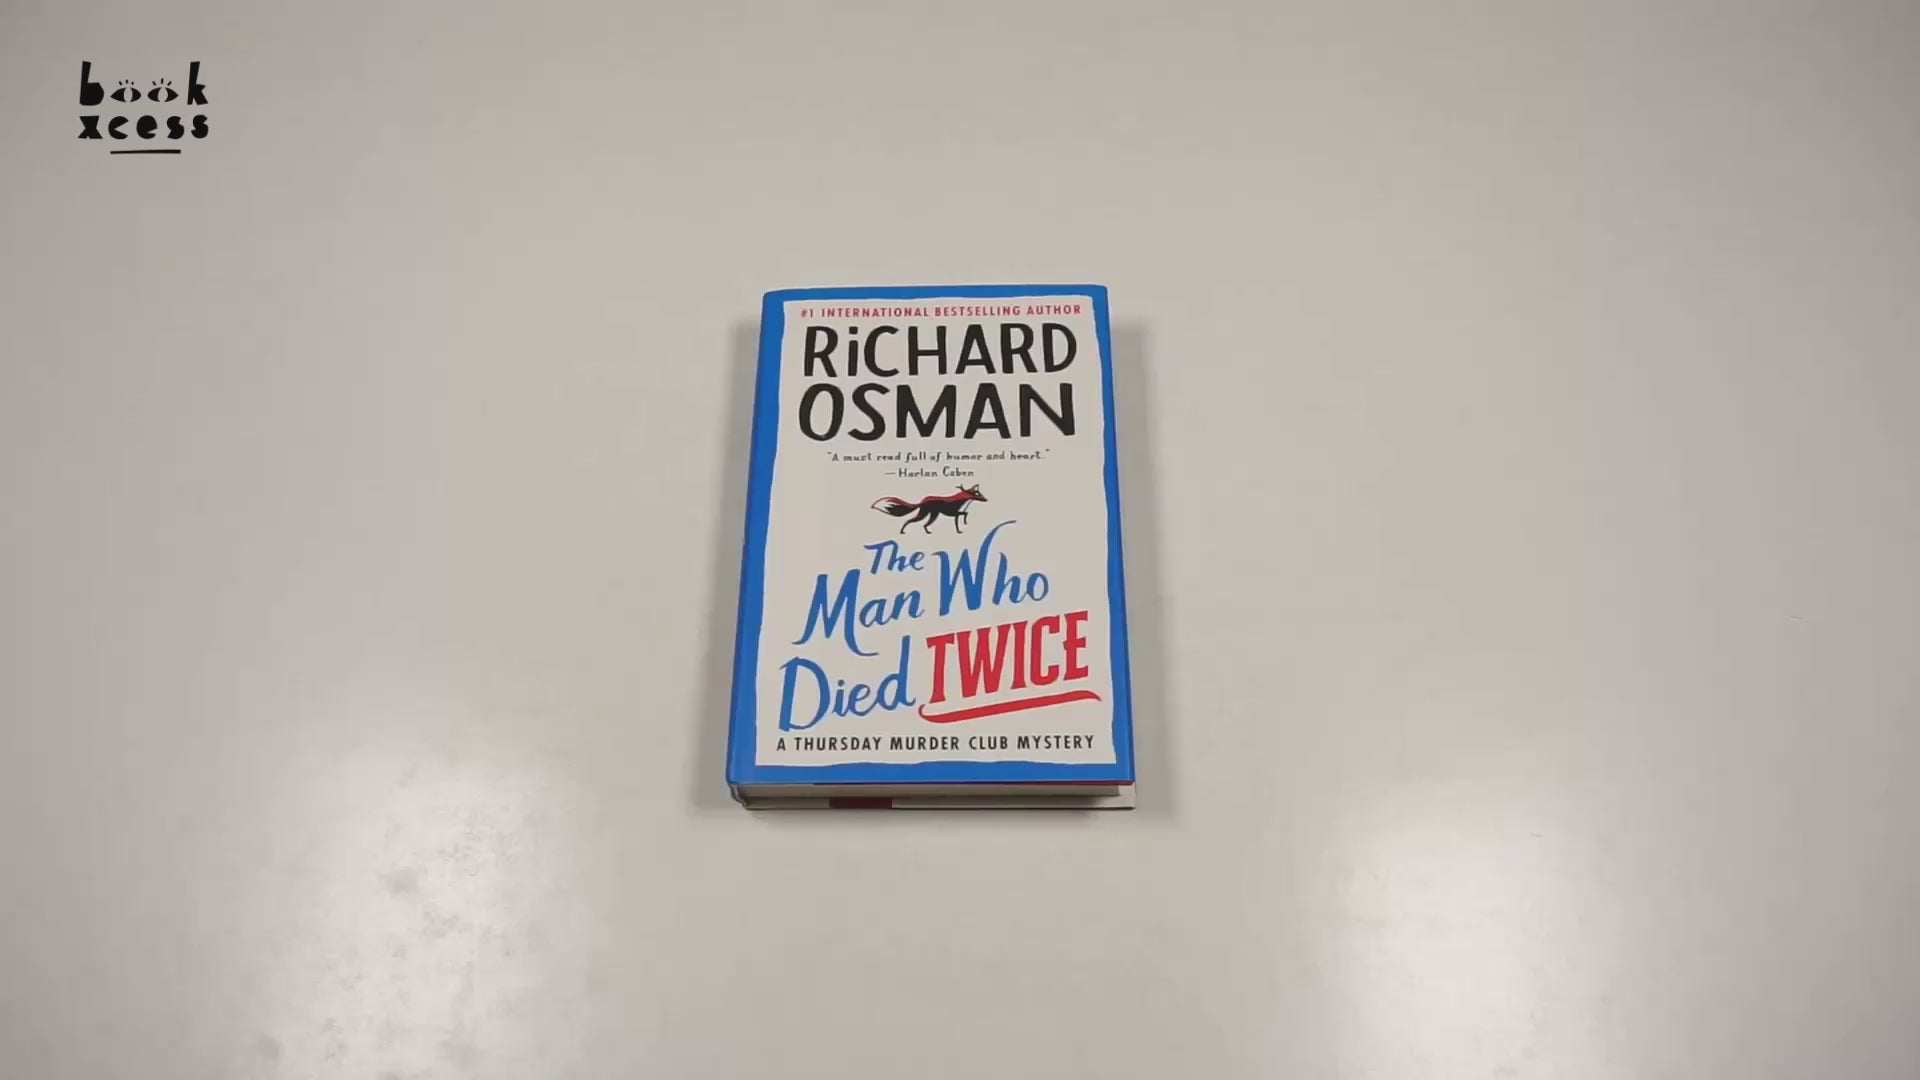 book
xcess
#1 INTERNATIONAL BESTSELLING AUTHOR
RiCHARD
OSMAN
"A must read full of humor and heart."
—Harlan Coben
The
Man Who
Died TWICE
A THURSDAY MURDER CLUB MYSTERY